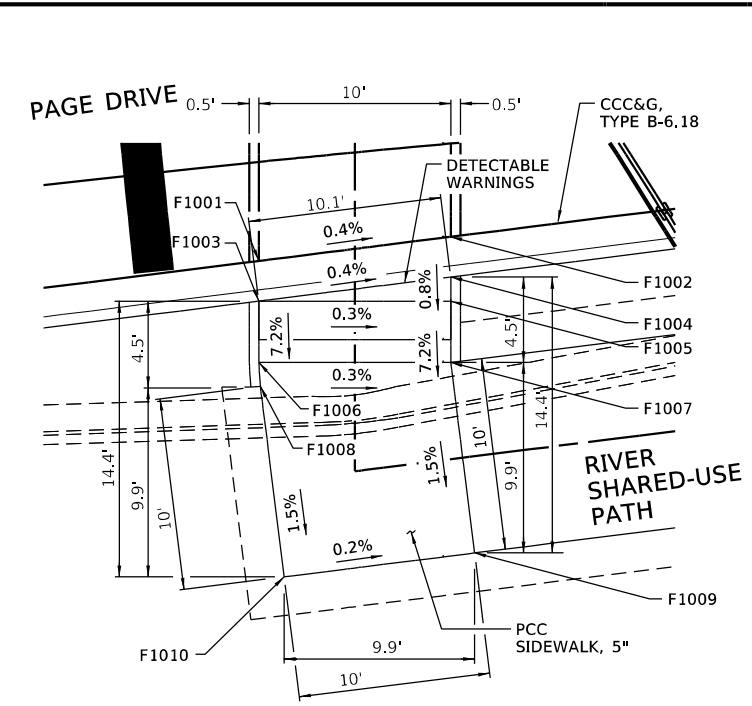 PAGE DRIVE
0.5'
10'
0.5'
CCC&G,
TYPE B-6.18
DETECTABLE
WARNINGS
F1001
10.1'
F1003
0.4%
0.4%
0.8%
F1002
0.3%
F1004
4.5'
7.2%
7.2%
4.5'
F1005
0.3%
F1006
F1007
F1008
14.4'
9.9'
10'
1.5%
1.5%
10'
9.9'
14.4'
RIVER
SHARED-USE
PATH
0.2%
F1009
PCC
SIDEWALK, 5"
F1010
9.9'
10'